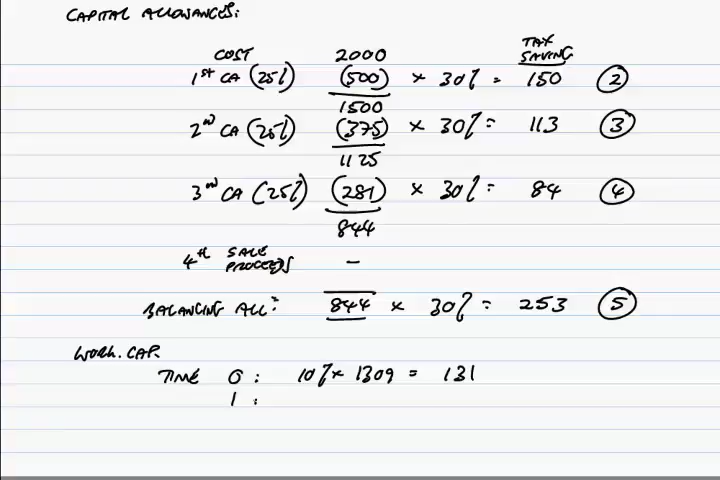 CAPITAL ALLOWANCES:
TAX
COST 2000 SAVING
1st CA (25%) (500) × 30% = 150 2
1500
2nd CA (25%) (375) × 30% = 113 3
1125
3rd CA (25%) (281) × 30% = 84 4
844
4th SALE
PROCEEDS –
BALANCING ALLce 844 × 30% = 253 5
WORK. CAP.
TIME 0 : 10% × 1309 = 131
1 :